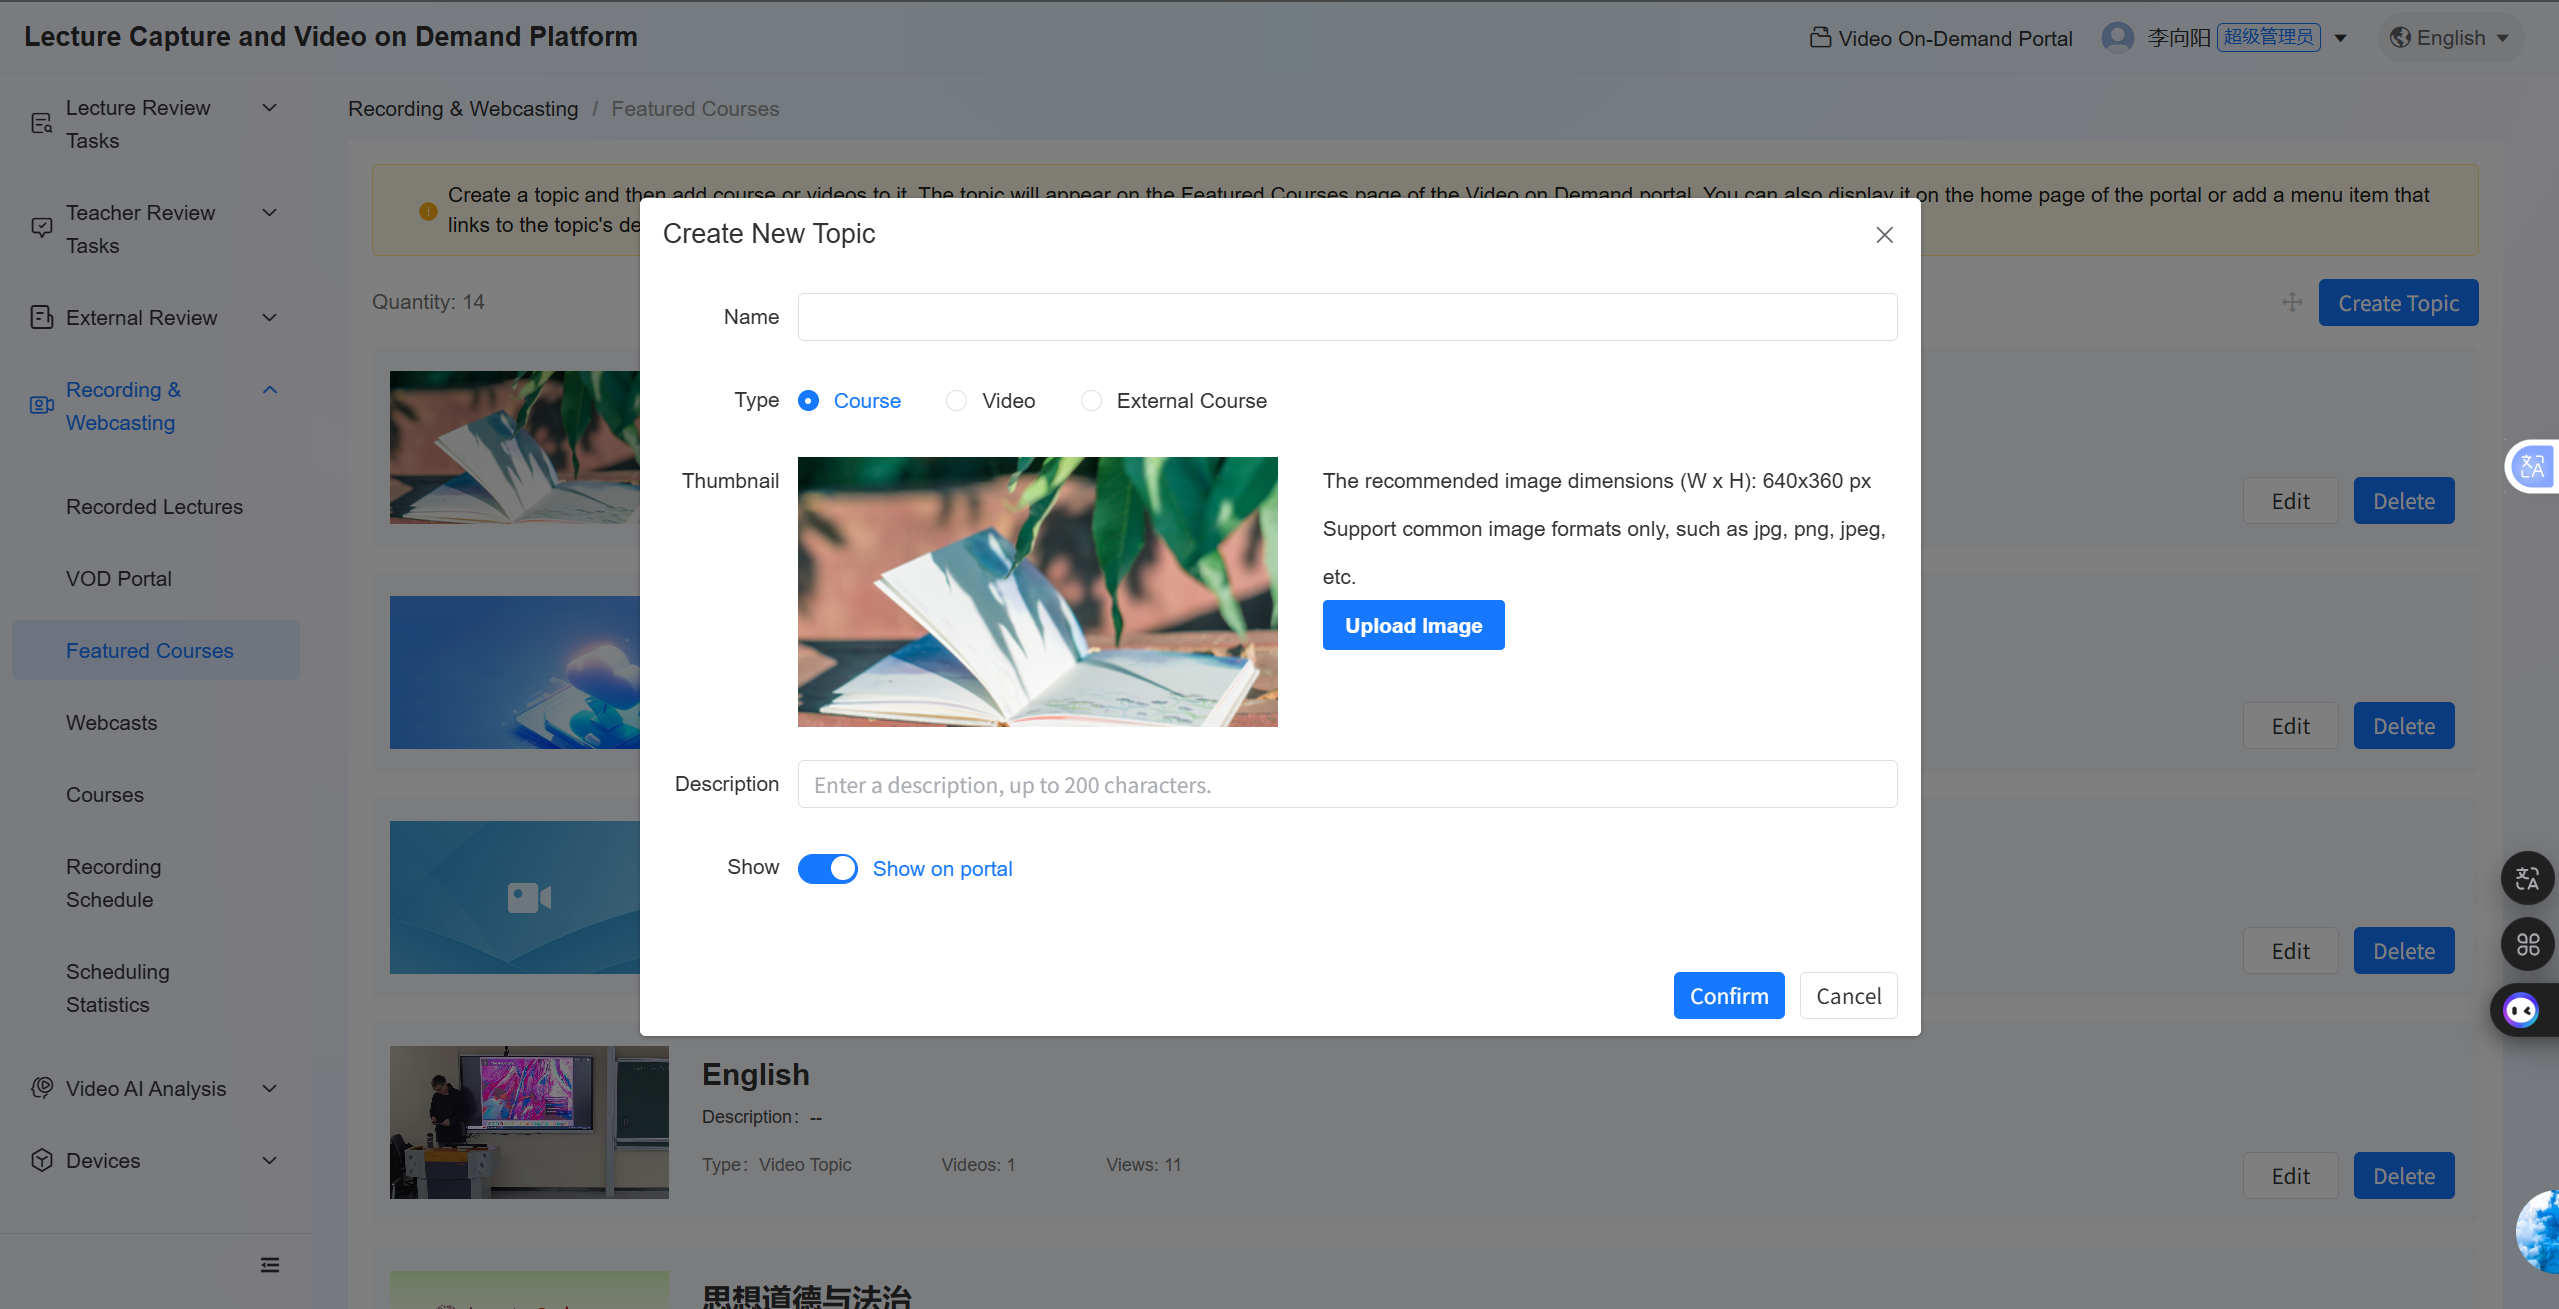 Lecture Capture and Video on Demand Platform
Video On-Demand Portal
李向阳 超级管理员
English
Lecture Review
Tasks
Teacher Review
Tasks
External Review
Recording &
Webcasting
Recorded Lectures
VOD Portal
Featured Courses
Webcasts
Courses
Recording
Schedule
Scheduling
Statistics
Video AI Analysis
Devices
Recording & Webcasting / Featured Courses
Create a topic and then add course or videos to it. The topic will appear on the Featured Courses page of the Video on Demand portal. You can also display it on the home page of the portal or add a menu item that
links to the topic's de
Quantity: 14
Create Topic
Create New Topic
Name
Type Course Video External Course
Thumbnail
The recommended image dimensions (W x H): 640x360 px
Support common image formats only, such as jpg, png, jpeg,
etc.
Upload Image
Description Enter a description, up to 200 characters.
Show Show on portal
Confirm Cancel
Edit Delete
Edit Delete
Edit Delete
English
Description: --
Type: Video Topic Videos: 1 Views: 11
Edit Delete
思想道德与法治